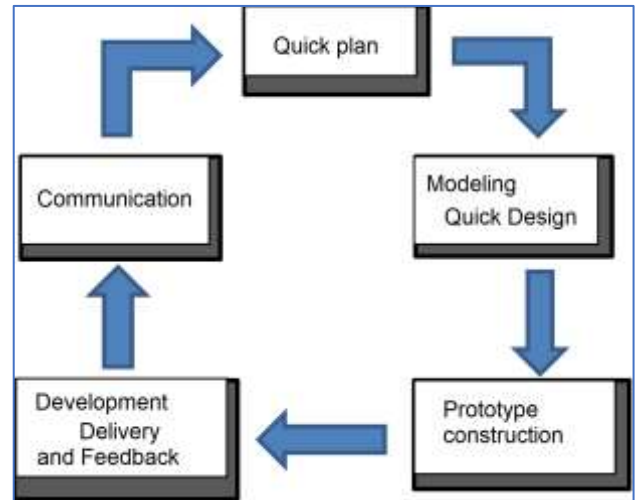 Quick plan
Communication
Modeling
Quick Design
Development
Delivery
and Feedback
Prototype
construction